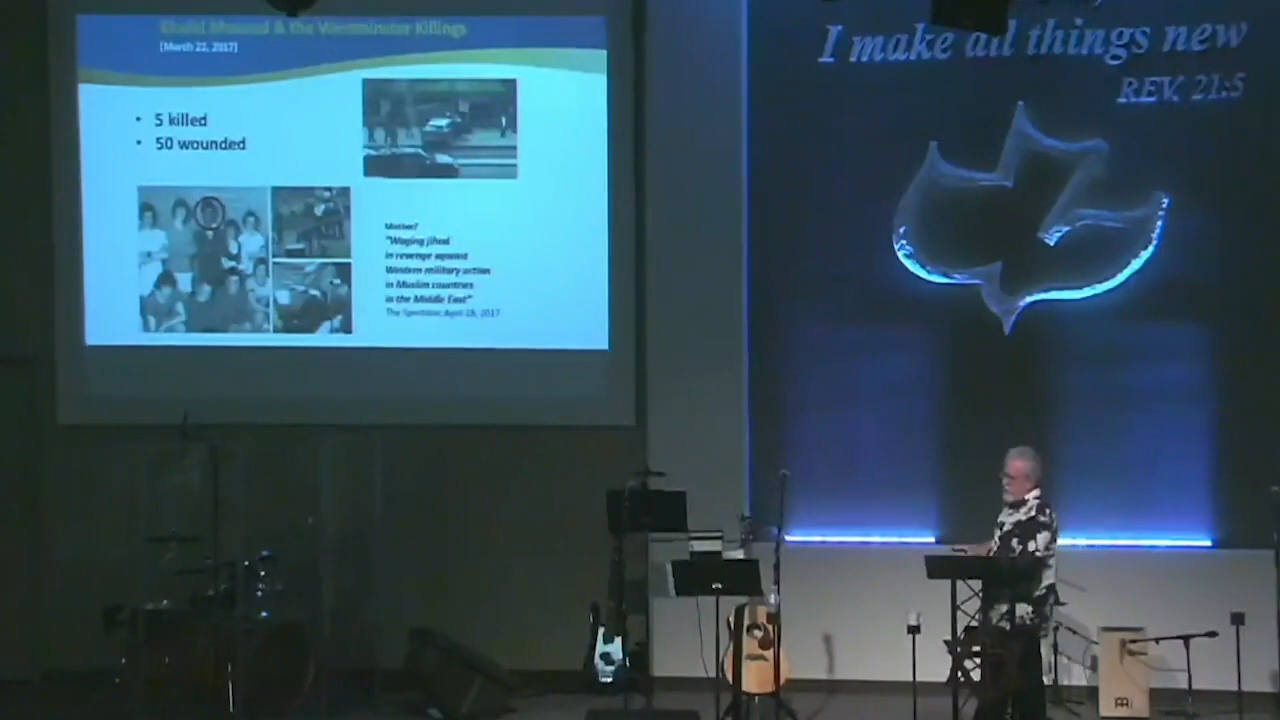 Khalid Masood & the Westminster Killings
[March 22, 2017]
• 5 killed
• 50 wounded
"Waging jihad
in revenge against
Western military action
in Muslim countries
in the Middle East"
The Spectator, April 28, 2017
I make all things new
REV. 21:5
MEINL